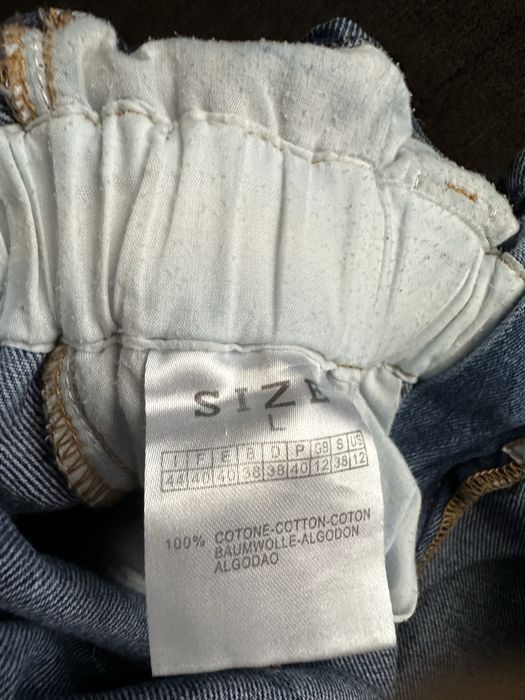 SIZE
L
I F E B D P GB S US
44 40 40 38 38 40 12 38 12
100% COTONE-COTTON-COTON
BAUMWOLLE-ALGODON
ALGODAO